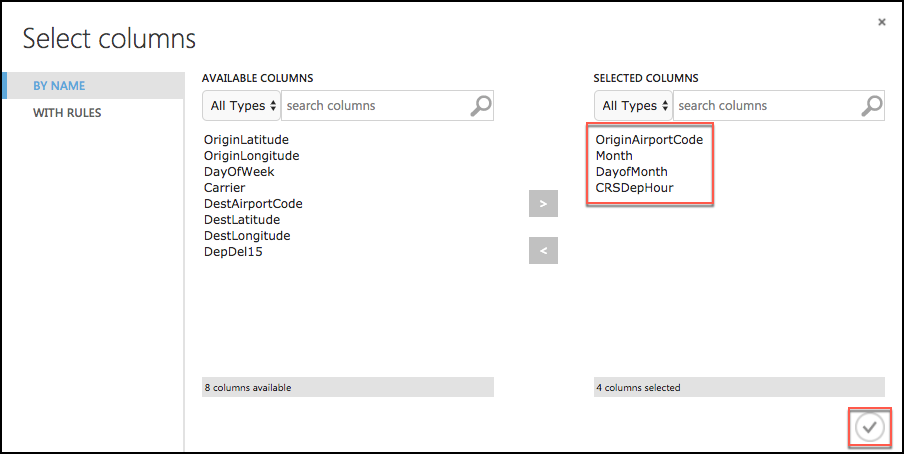 Select columns
BY NAME
WITH RULES
AVAILABLE COLUMNS
All Types search columns
OriginLatitude
OriginLongitude
DayOfWeek
Carrier
DestAirportCode
DestLatitude
DestLongitude
DepDel15
8 columns available
>
<
SELECTED COLUMNS
All Types search columns
OriginAirportCode
Month
DayofMonth
CRSDepHour
4 columns selected